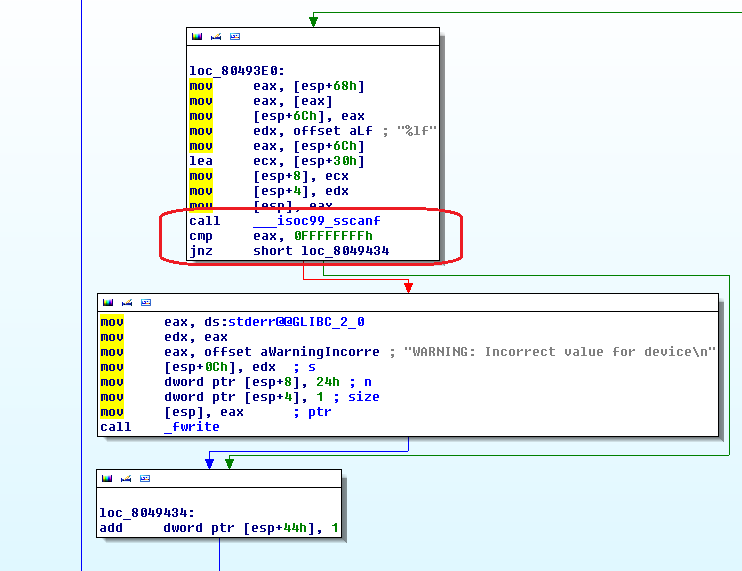 loc_80493E0:
mov eax, [esp+68h]
mov eax, [eax]
mov [esp+6Ch], eax
mov edx, offset aLf ; "%lf"
mov eax, [esp+6Ch]
lea ecx, [esp+30h]
mov [esp+8], ecx
mov [esp+4], edx
mov [esp], eax
call ___isoc99_sscanf
cmp eax, 0FFFFFFFFh
jnz short loc_8049434
mov eax, ds:stderr@@GLIBC_2_0
mov edx, eax
mov eax, offset aWarningIncorre ; "WARNING: Incorrect value for device\n"
mov [esp+0Ch], edx ; s
mov dword ptr [esp+8], 24h ; n
mov dword ptr [esp+4], 1 ; size
mov [esp], eax ; ptr
call _fwrite
loc_8049434:
add dword ptr [esp+44h], 1